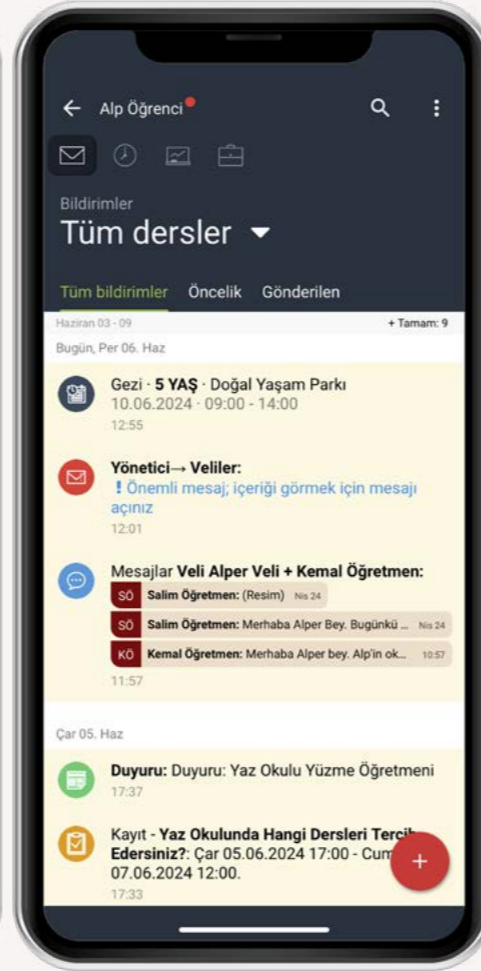 Alp Öğrenci
Bildirimler
Tüm dersler
Tüm bildirimler Öncelik Gönderilen
Haziran 03 - 09 + Tamam: 9
Bugün, Per 06. Haz
Gezi · 5 YAŞ · Doğal Yaşam Parkı
10.06.2024 · 09:00 - 14:00
12:55
Yönetici→ Veliler:
! Önemli mesaj; içeriği görmek için mesajı
açınız
12:01
Mesajlar Veli Alper Veli + Kemal Öğretmen:
SÖ Salim Öğretmen: (Resim) Nis 24
SÖ Salim Öğretmen: Merhaba Alper Bey. Bugünkü ... Nis 24
KÖ Kemal Öğretmen: Merhaba Alper bey. Alp'in ok... 10:57
11:57
Çar 05. Haz
Duyuru: Duyuru: Yaz Okulu Yüzme Öğretmeni
17:37
Kayıt - Yaz Okulunda Hangi Dersleri Tercih
Edersiniz?: Çar 05.06.2024 17:00 - Cum
07.06.2024 12:00.
17:33